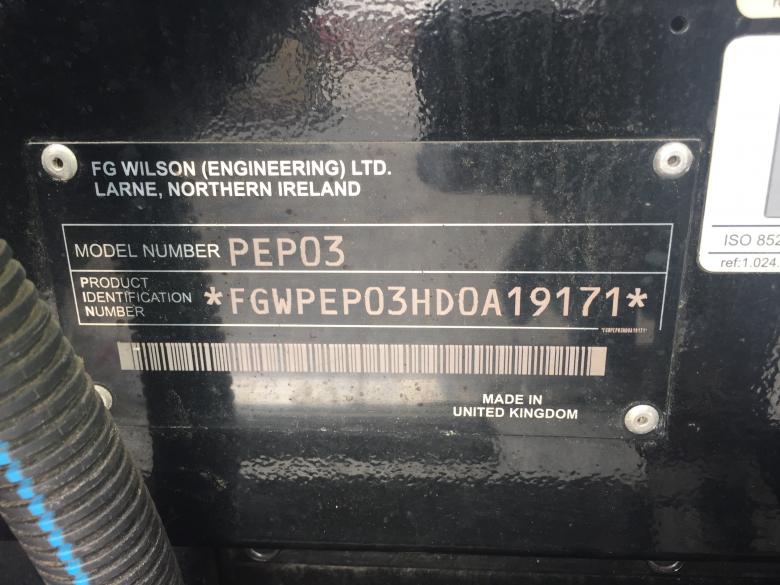 FG WILSON (ENGINEERING) LTD.
LARNE, NORTHERN IRELAND
MODEL NUMBER PEP03
PRODUCT
IDENTIFICATION
NUMBER
*FGWPEP03HD0A19171*
*FGWPEP03HD0A19171*
MADE IN
UNITED KINGDOM
ISO 852
ref:1.024.